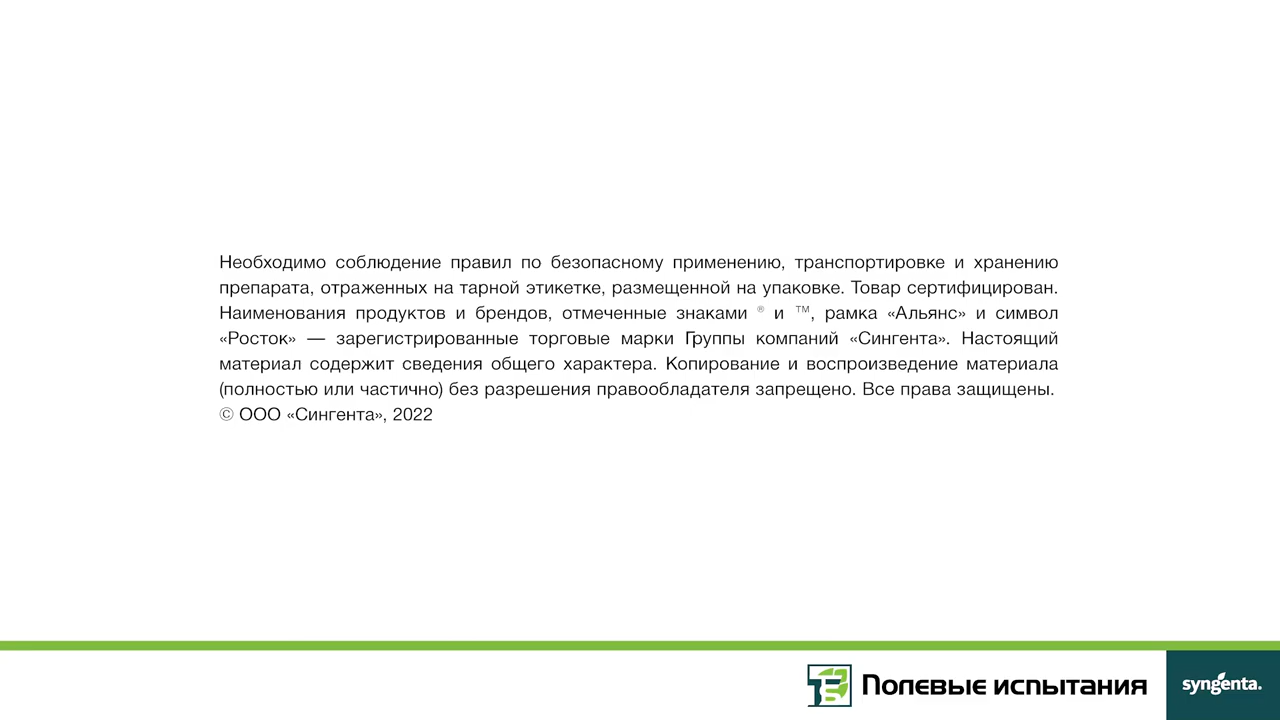 Необходимо соблюдение правил по безопасному применению, транспортировке и хранению
препарата, отраженных на тарной этикетке, размещенной на упаковке. Товар сертифицирован.
Наименования продуктов и брендов, отмеченные знаками ® и ™, рамка «Альянс» и символ
«Росток» — зарегистрированные торговые марки Группы компаний «Сингента». Настоящий
материал содержит сведения общего характера. Копирование и воспроизведение материала
(полностью или частично) без разрешения правообладателя запрещено. Все права защищены.
© ООО «Сингента», 2022
Полевые испытания
syngenta.